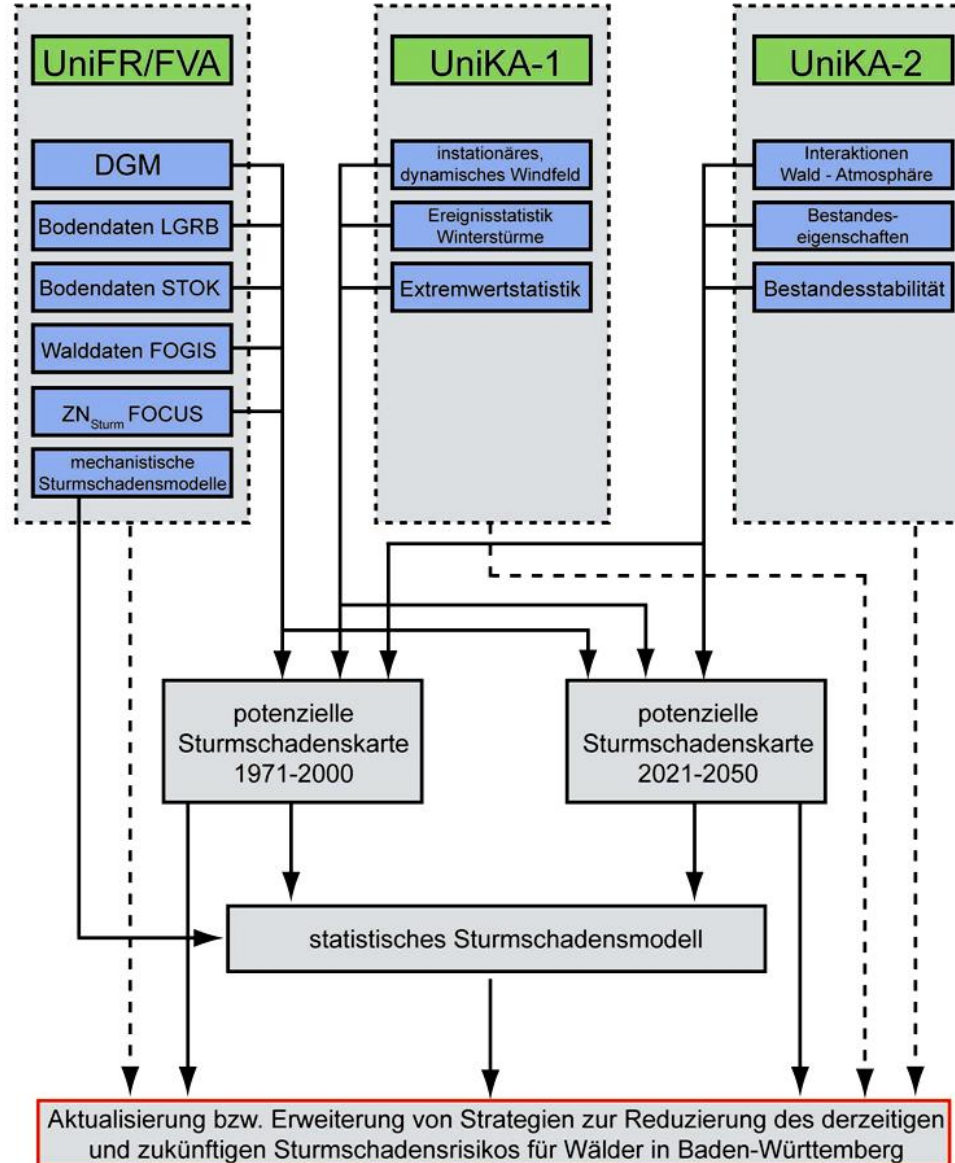 UniFR/FVA
DGM
Bodendaten LGRB
Bodendaten STOK
Walddaten FOGIS
ZN Sturm FOCUS
mechanistische
Sturmschadensmodelle
UniKA-1
instationäres,
dynamisches Windfeld
Ereignisstatistik
Winterstürme
Extremwertstatistik
UniKA-2
Interaktionen
Wald - Atmosphäre
Bestandes-
eigenschaften
Bestandesstabilität
potenzielle
Sturmschadenskarte
1971-2000
potenzielle
Sturmschadenskarte
2021-2050
statistisches Sturmschadensmodell
Aktualisierung bzw. Erweiterung von Strategien zur Reduzierung des derzeitigen
und zukünftigen Sturmschadensrisikos für Wälder in Baden-Württemberg